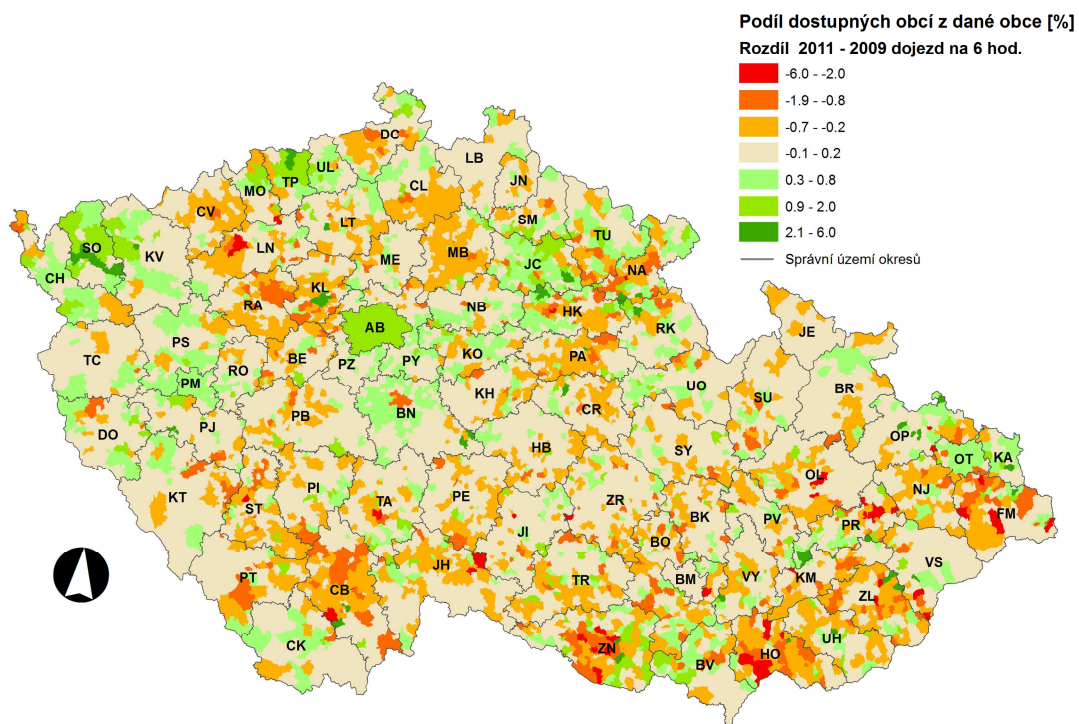 Podíl dostupných obcí z dané obce [%]
Rozdíl 2011 - 2009 dojezd na 6 hod.
-6.0 - -2.0
-1.9 - -0.8
-0.7 - -0.2
-0.1 - 0.2
0.3 - 0.8
0.9 - 2.0
2.1 - 6.0
Správní území okresů
DC
LB
UL
TP
MO
CL
JN
CV
LT
SM
TU
SO
KV
LN
ME
MB
JC
NA
CH
KL
RA
NB
HK
AB
RK
JE
PS
TC
RO
BE
PZ
PY
KO
PA
PM
UO
BR
KH
SU
PB
BN
CR
DO
PJ
OP
HB
SY
OT
KA
KT
PI
TA
PE
ZR
OL
NJ
ST
BK
PV
PR
FM
JI
BO
VS
PT
CB
JH
TR
BM
VY
KM
ZL
CK
ZN
BV
HO
UH